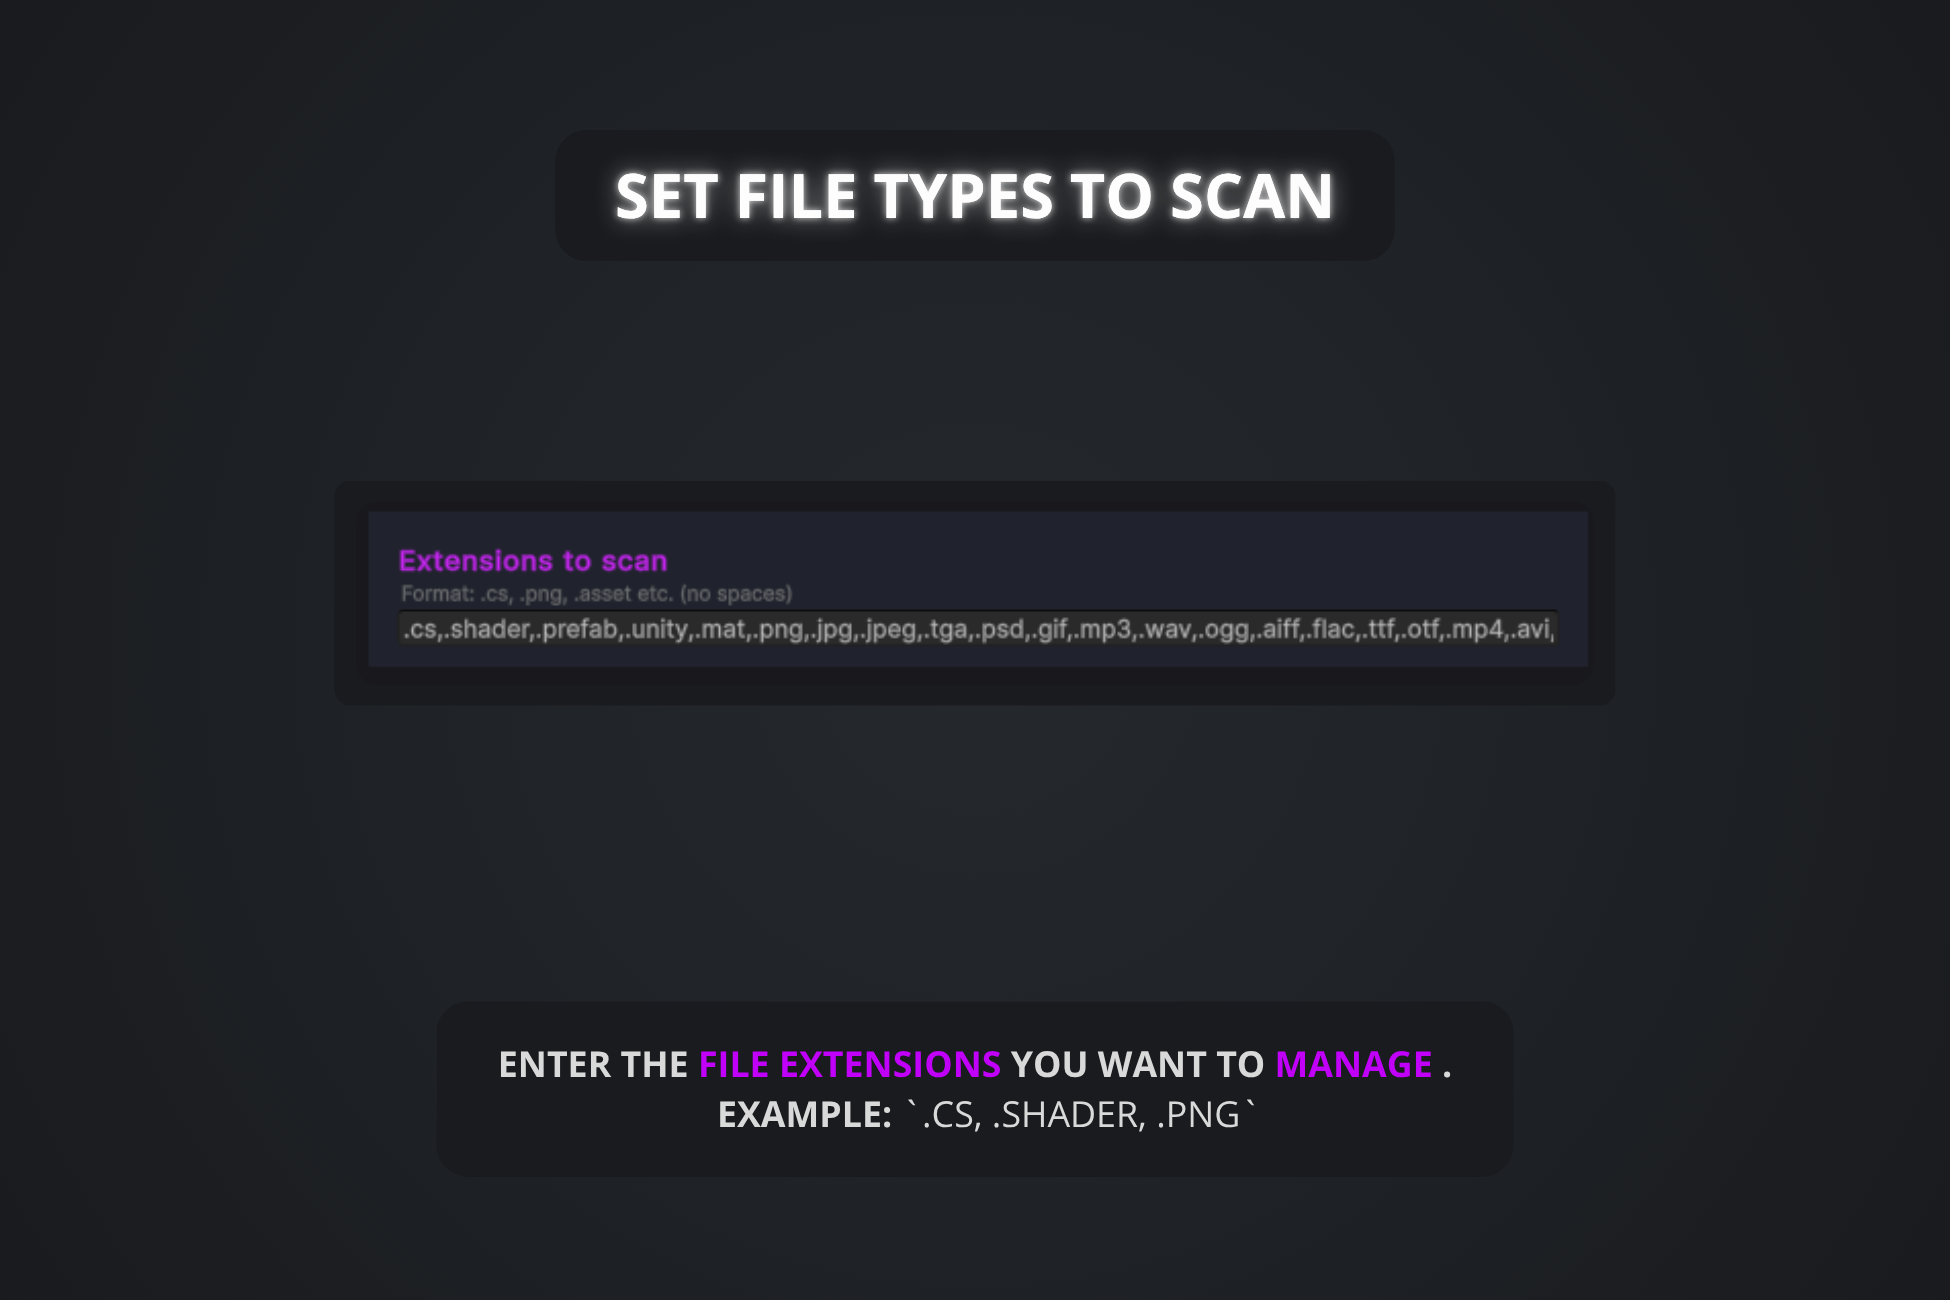 SET FILE TYPES TO SCAN
Extensions to scan
Format: .cs, .png, .asset etc. (no spaces)
.cs,.shader,.prefab,.unity,.mat,.png,.jpg,.jpeg,.tga,.psd,.gif,.mp3,.wav,.ogg,.aiff,.flac,.ttf,.otf,.mp4,.avi,
ENTER THE FILE EXTENSIONS YOU WANT TO MANAGE .
EXAMPLE: `.CS, .SHADER, .PNG`